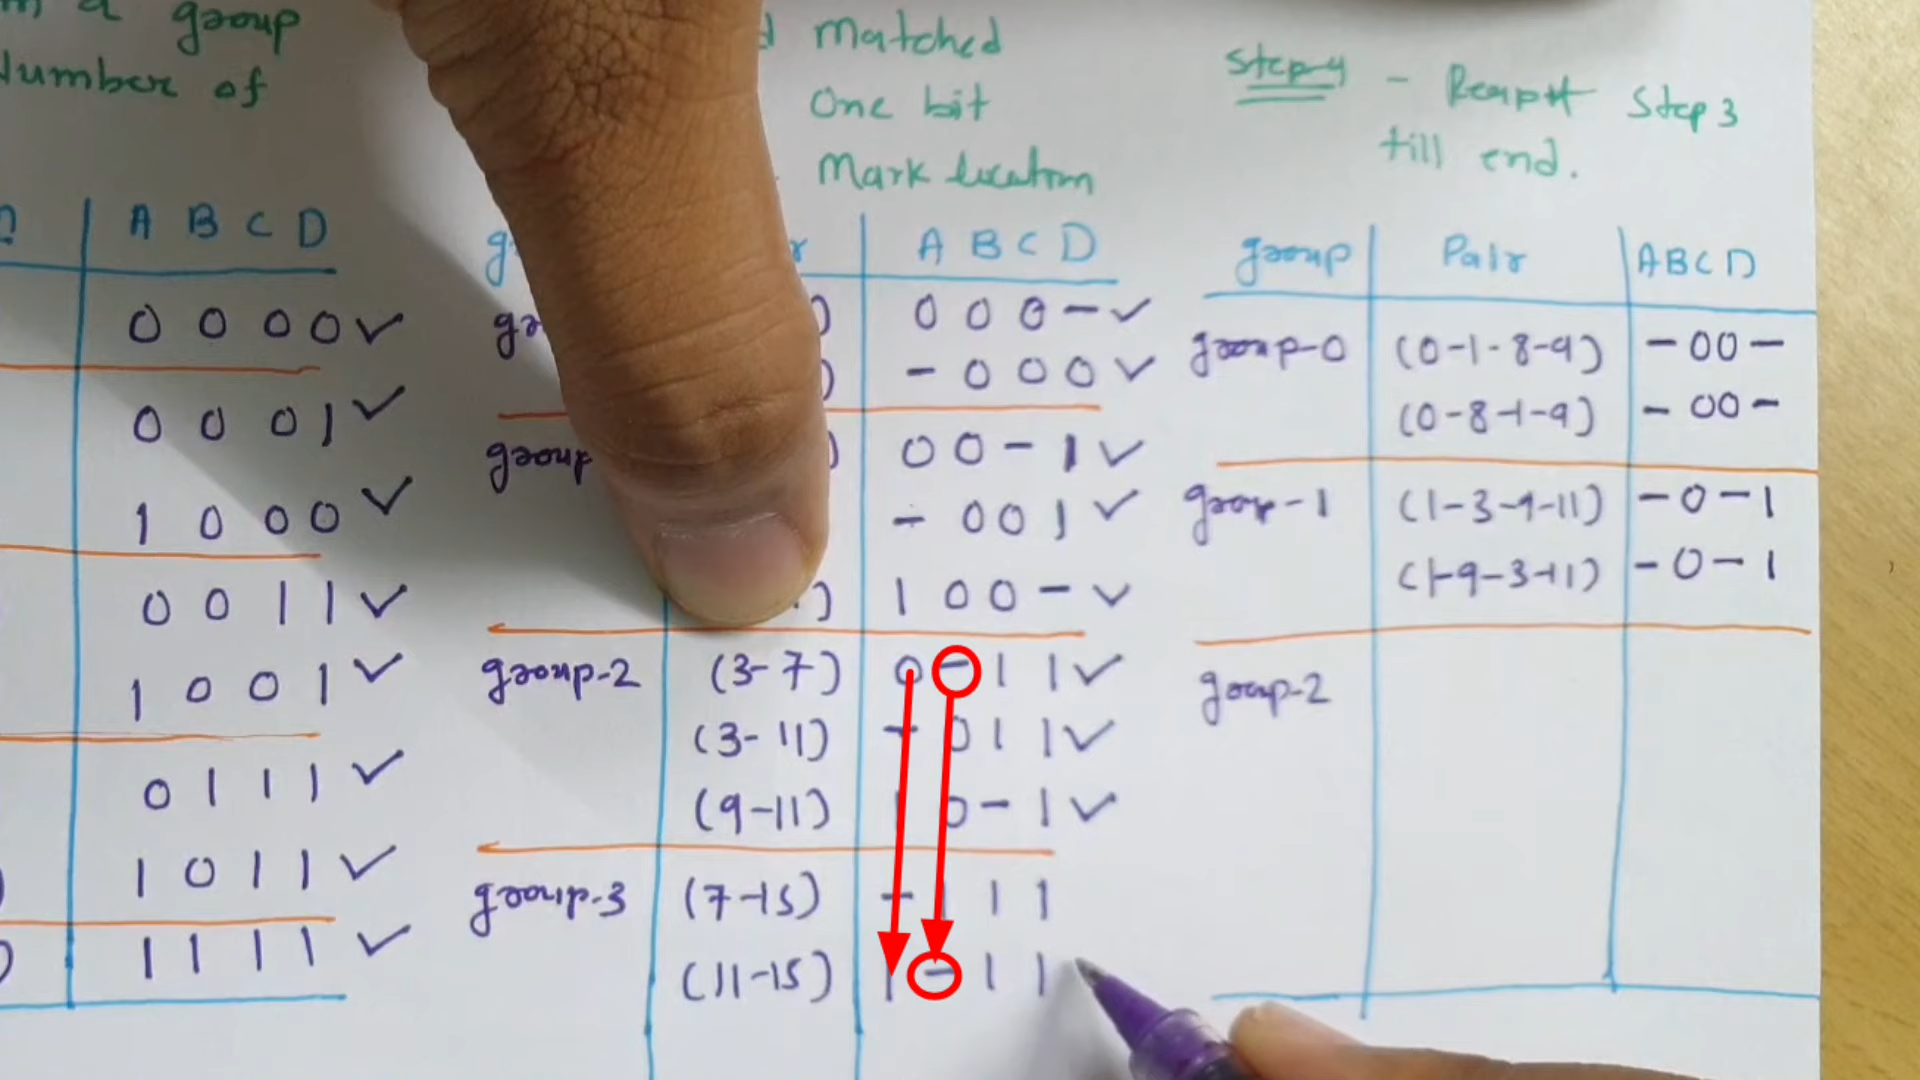 a group
Number of
matched
One bit
Mark location
Step-4 - Reapet Step 3
till end.
A B C D
0 0 0 0 ✓
0 0 0 1 ✓
1 0 0 0 ✓
0 0 1 1 ✓
1 0 0 1 ✓
0 1 1 1 ✓
1 0 1 1 ✓
1 1 1 1 ✓
A B C D
0 0 0 - ✓
- 0 0 0 ✓
group 0 0 - 1 ✓
- 0 0 1 ✓
1 0 0 - ✓
group-2 (3-7) 0 - 1 1 ✓
(3-11) - 0 1 1 ✓
(9-11) 1 0 - 1 ✓
group-3 (7-15) - 1 1 1
(11-15) 1 - 1 1
group Pair ABCD
group-0 (0-1-8-9) -00-
(0-8-1-9) -00-
group-1 (1-3-9-11) -0-1
(1-9-3-11) -0-1
group-2